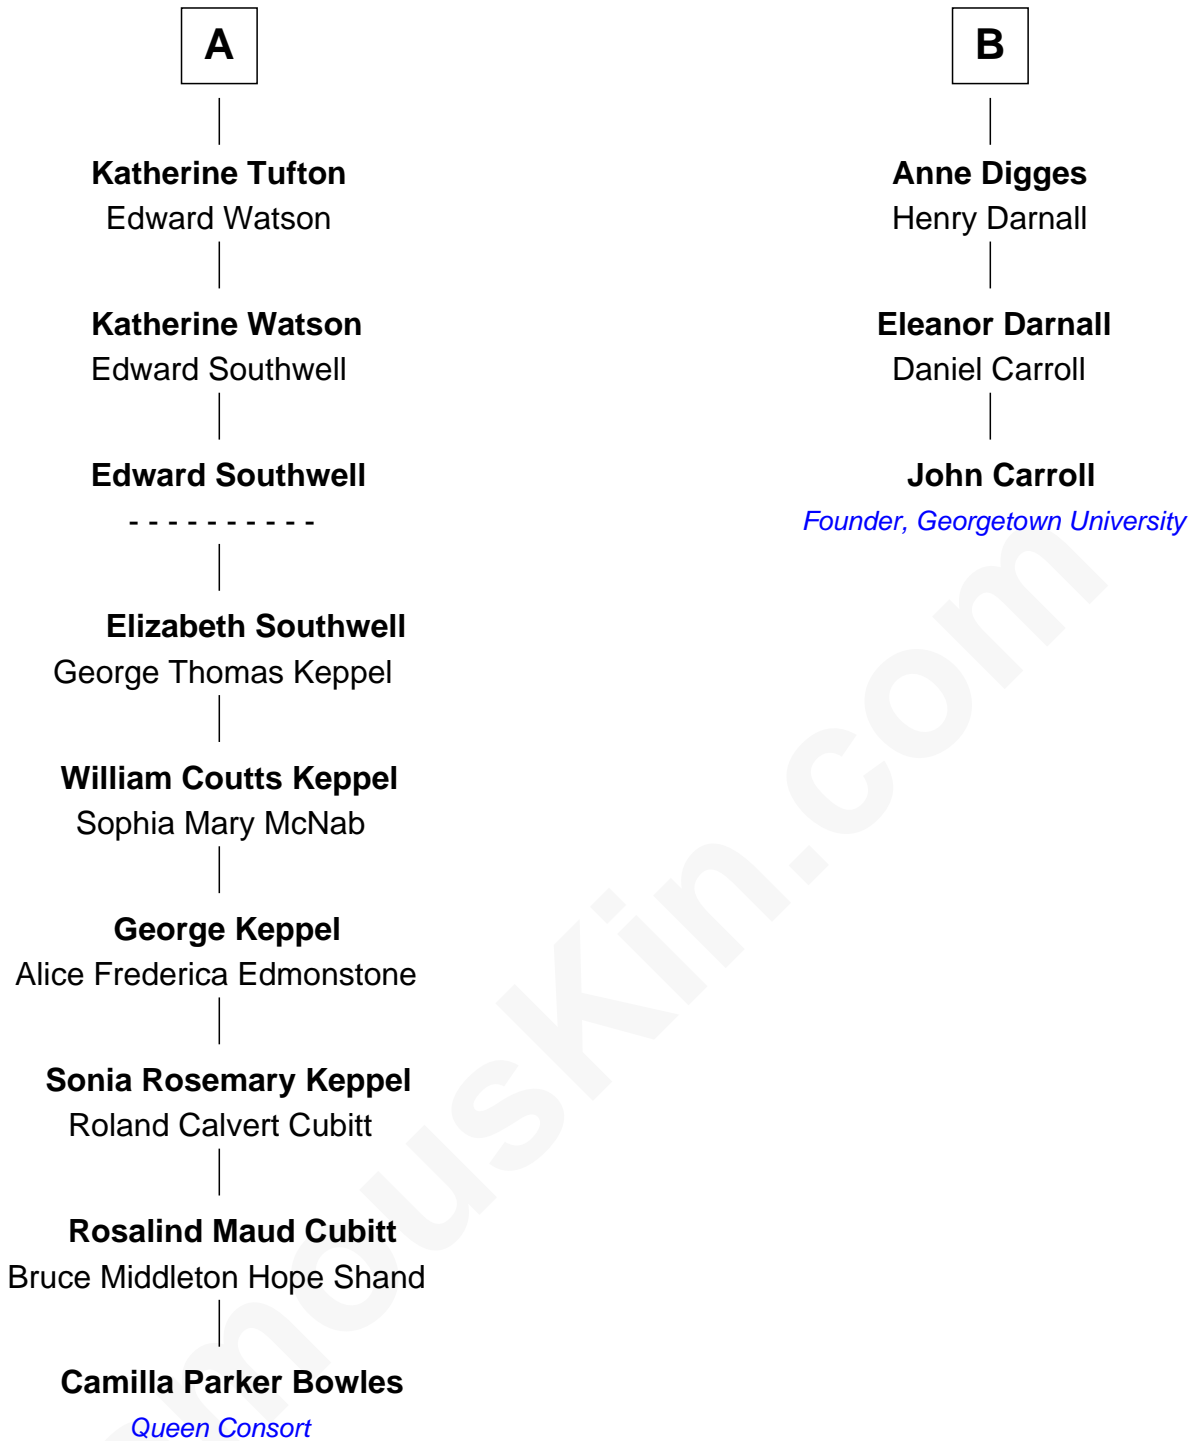 A
Katherine Tufton
Edward Watson
Katherine Watson
Edward Southwell
Edward Southwell
- - - - - - - - - -
Elizabeth Southwell
George Thomas Keppel
William Coutts Keppel
Sophia Mary McNab
George Keppel
Alice Frederica Edmonstone
Sonia Rosemary Keppel
Roland Calvert Cubitt
Rosalind Maud Cubitt
Bruce Middleton Hope Shand
Camilla Parker Bowles
Queen Consort
B
Anne Digges
Henry Darnall
Eleanor Darnall
Daniel Carroll
John Carroll
Founder, Georgetown University
mousKin.com